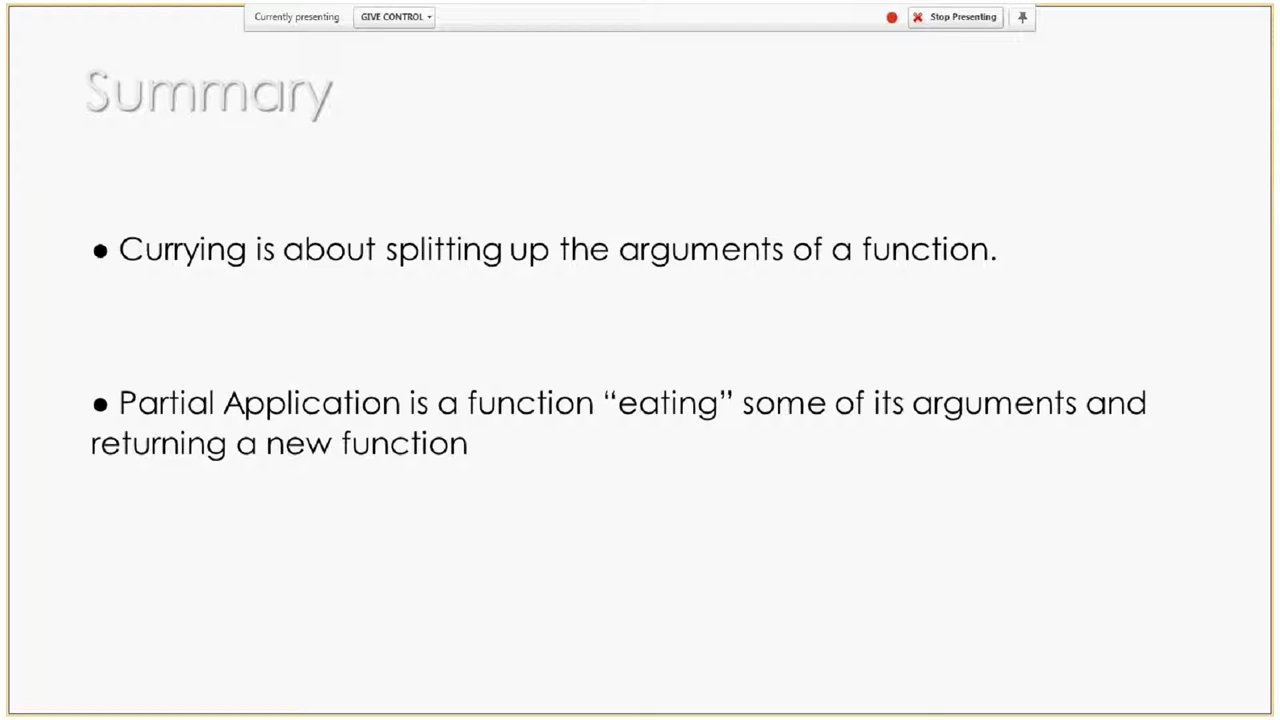 Currently presenting GIVE CONTROL Stop Presenting
Summary
● Currying is about splitting up the arguments of a function.
● Partial Application is a function “eating” some of its arguments and
returning a new function